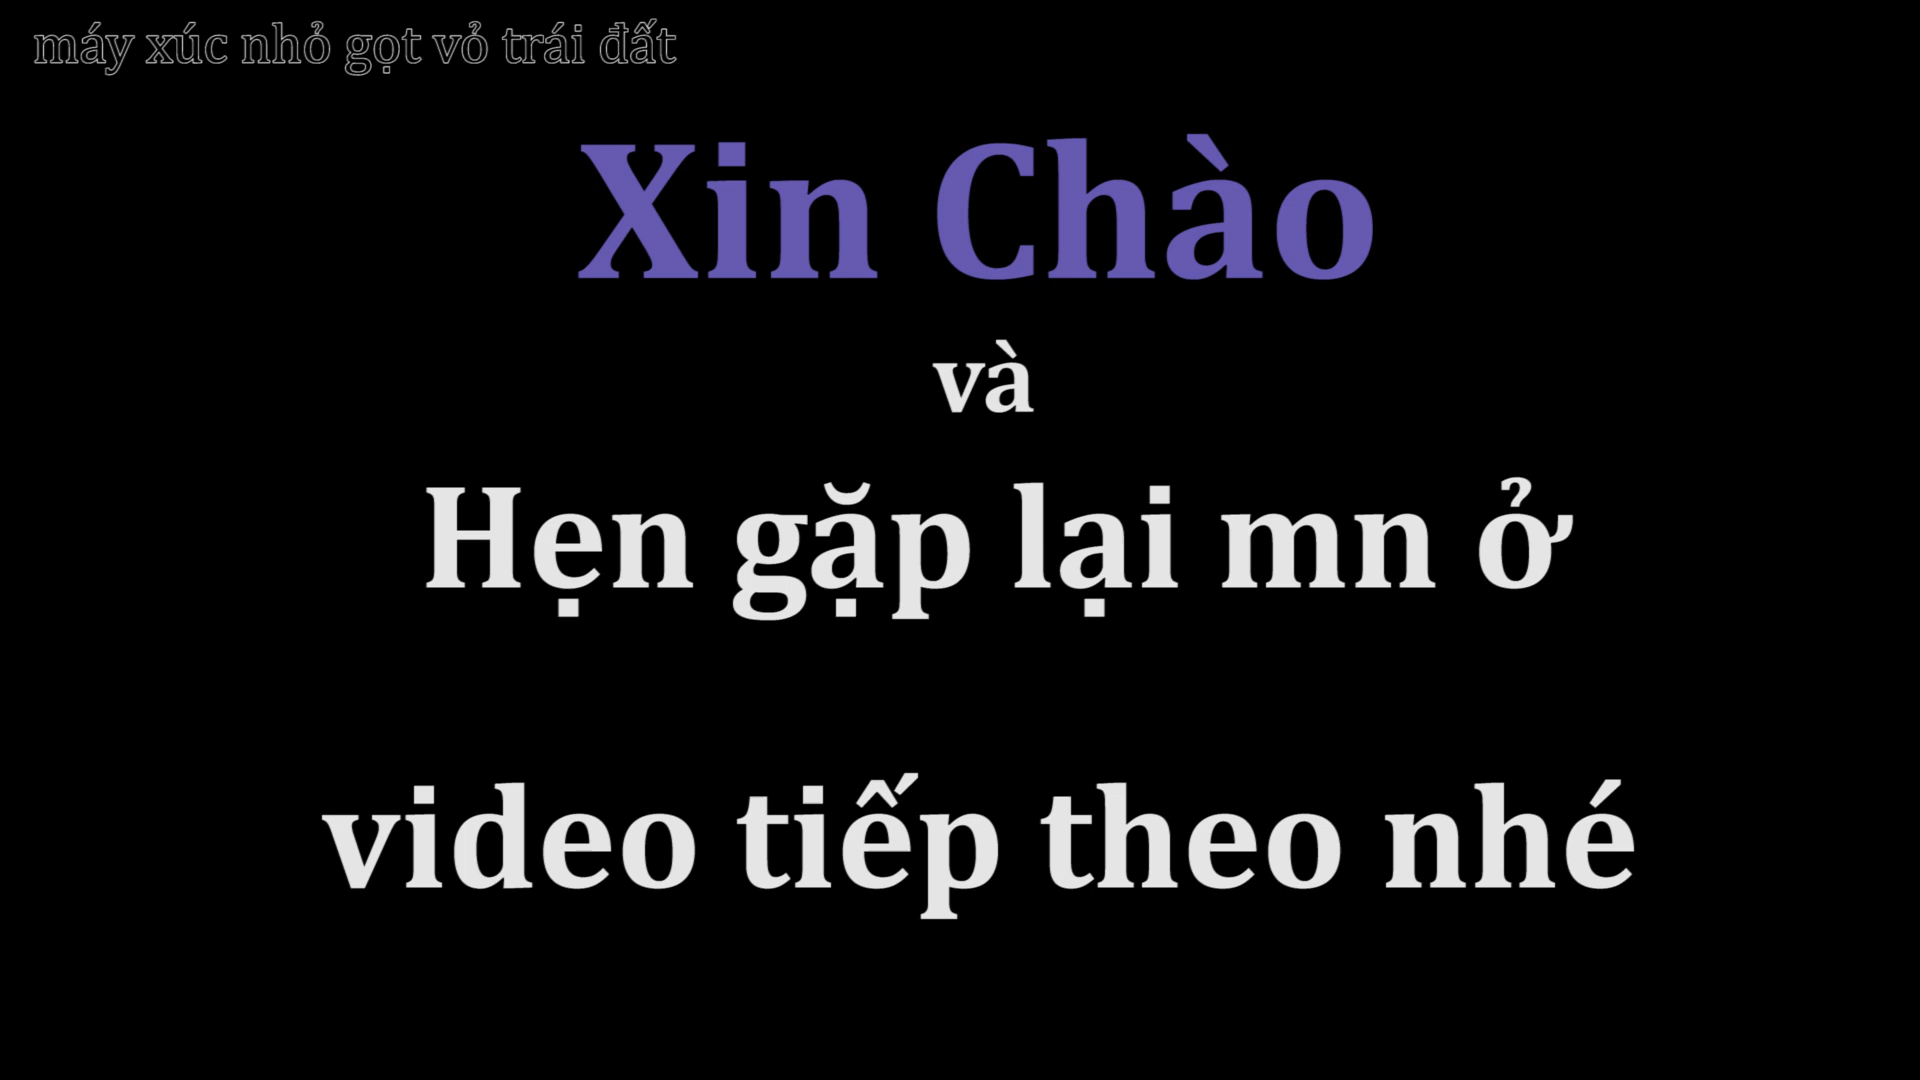 máy xúc nhỏ gọt vỏ trái đất
Xin Chào
và
Hẹn gặp lại mn ở
video tiếp theo nhé